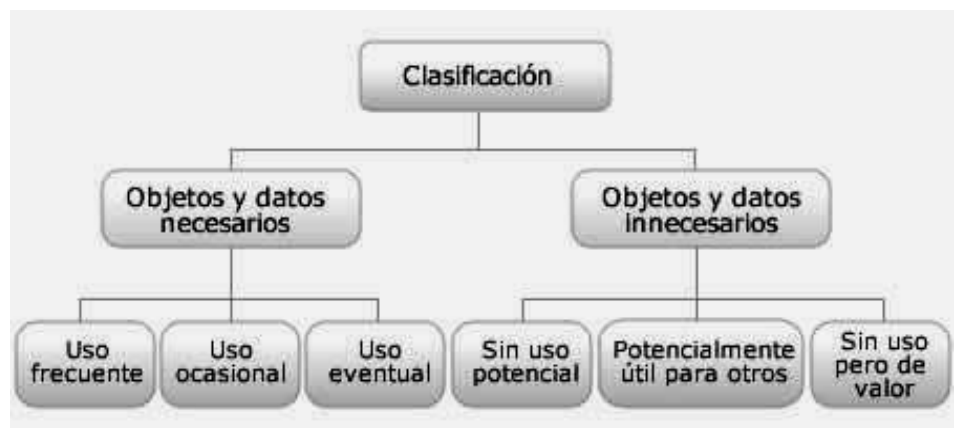 Clasificación
Objetos y datos
necesarios
Objetos y datos
innecesarios
Uso
frecuente
Uso
ocasional
Uso
eventual
Sin uso
potencial
Potencialmente
útil para otros
Sin uso
pero de
valor